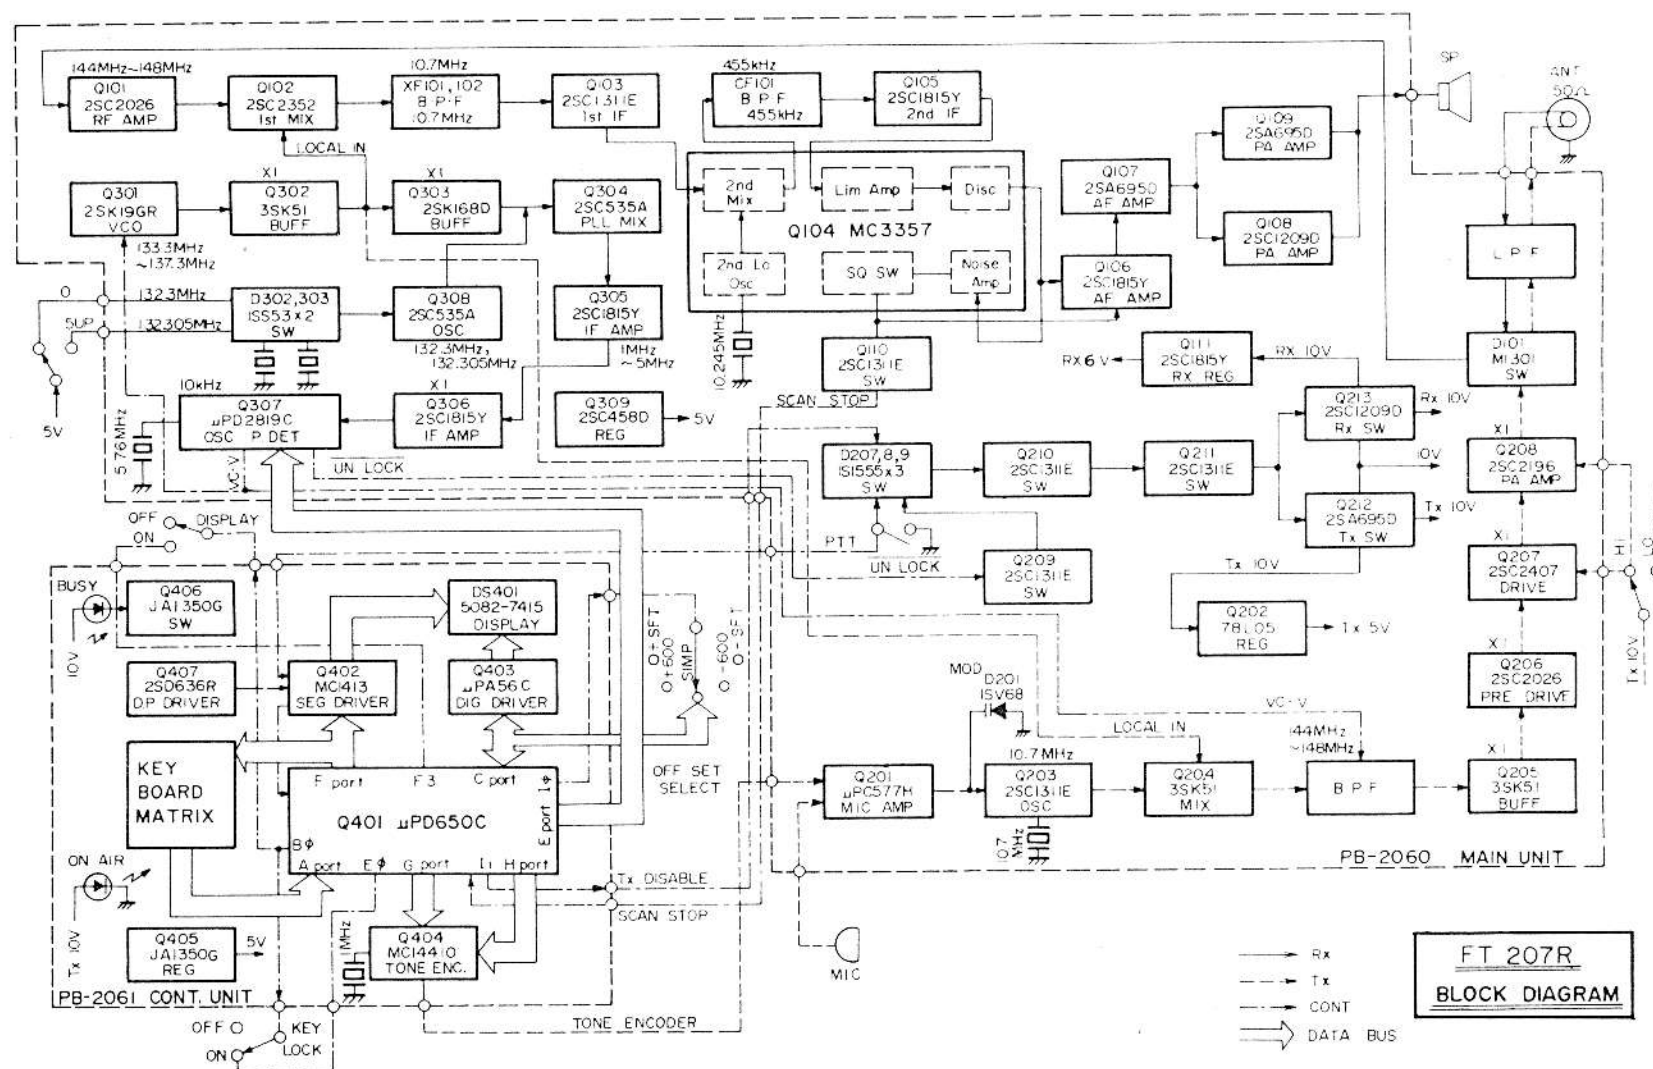 144MHz~148MHz
Q101
2SC2026
RF AMP
Q102
2SC2352
1st MIX
10.7MHz
XF101,102
B·P·F
10.7MHz
Q103
2SC1311E
1st IF
455kHz
CF101
B P F
455kHz
Q105
2SC1815Y
2nd IF
SP
ANT
50Ω
LOCAL IN
Q301
2SK19GR
VCO
X1
Q302
3SK51
BUFF
X1
Q303
2SK168D
BUFF
Q304
2SC535A
PLL MIX
2nd
Mix
Lim Amp
Disc
Q104 MC3357
2nd Lo
Osc
SQ SW
Noise
Amp
Q107
2SA695D
AF AMP
Q109
2SA695D
PA AMP
Q108
2SC1209D
PA AMP
Q106
2SC1815Y
AF AMP
L P F
133.3MHz
~137.3MHz
0
132.3MHz
5UP
132.305MHz
5V
D302,303
ISS53x2
SW
Q308
2SC535A
OSC
132.3MHz,
132.305MHz
Q305
2SC1815Y
IF AMP
1MHz
~5MHz
10.245MHz
Q110
2SC1311E
SW
SCAN STOP
RX 6V
Q111
2SC1815Y
RX REG
RX 10V
D101
MI301
SW
10kHz
Q307
μPD2819C
OSC P DET
5.76MHz
X1
Q306
2SC1815Y
IF AMP
Q309
2SC458D
REG
5V
VC-V
UN LOCK
D207,8,9
ISI555x3
SW
Q210
2SC1311E
SW
Q211
2SC1311E
SW
Q213
2SC1209D
Rx SW
Rx 10V
10V
Q212
2SA695D
Tx SW
Tx 10V
X1
Q208
2SC2196
PA AMP
OFF
ON
DISPLAY
PTT
UN LOCK
Q209
2SC1311E
SW
Tx 10V
Q202
78L05
REG
Tx 5V
X1
Q207
2SC2407
DRIVE
HI
LO
Tx 10V
BUSY
10V
Q406
JA1350G
SW
DS401
5082-7415
DISPLAY
Q407
2SD636R
D.P DRIVER
Q402
MC1413
SEG DRIVER
Q403
μPA56C
DIG DRIVER
+SFT
+600
SIMP
-600
-SFT
OFF SET
SELECT
MOD
D201
ISV68
X1
Q206
2SC2026
PRE DRIVE
KEY
BOARD
MATRIX
F port
F3
C port
Iφ
E port
Q401 μPD650C
Bφ
A port
Eφ
G port
I1
H port
LOCAL IN
VC-V
144MHz
~148MHz
Q201
μPC577H
MIC AMP
10.7MHz
Q203
2SC1311E
OSC
10.7
MHz
Q204
3SK51
MIX
B P F
X1
Q205
3SK51
BUFF
PB-2060 MAIN UNIT
ON AIR
Tx 10V
Tx DISABLE
SCAN STOP
Q405
JA1350G
REG
5V
1MHz
Q404
MC14410
TONE ENC.
MIC
PB-2061 CONT. UNIT
TONE ENCODER
OFF
ON
KEY
LOCK
Rx
Tx
CONT
DATA BUS
FT 207R
BLOCK DIAGRAM